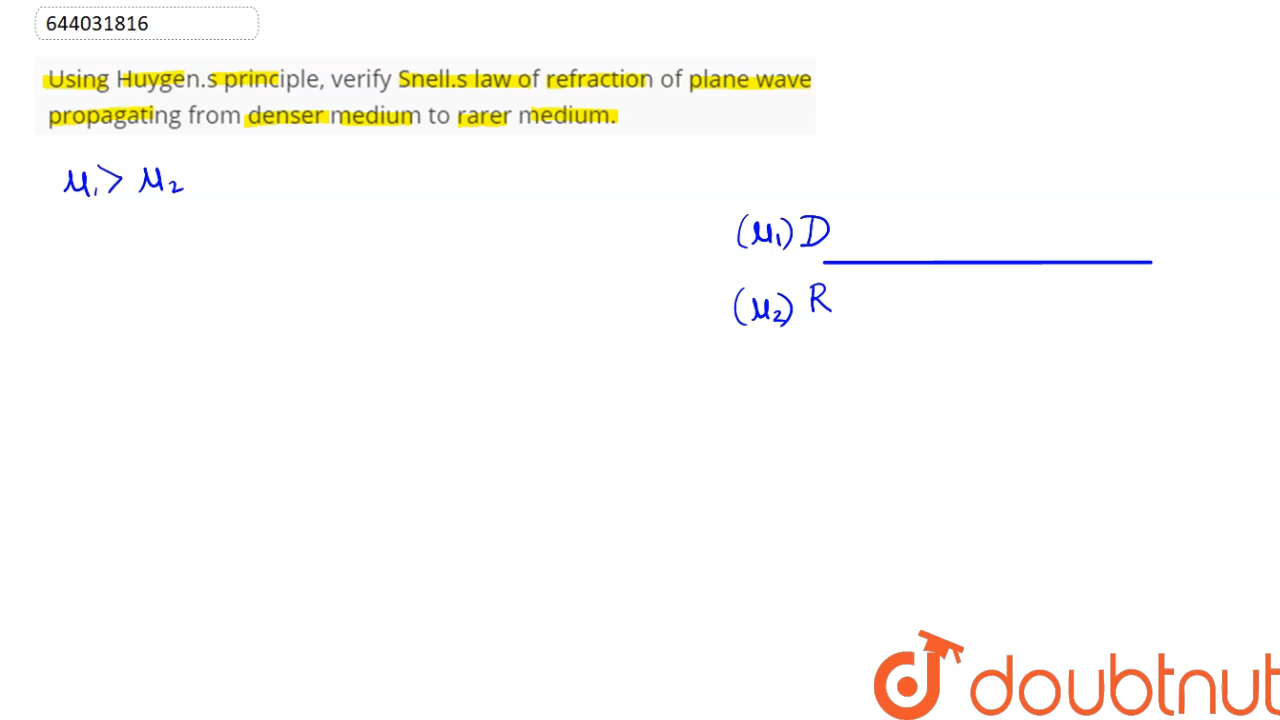 644031816
Using Huygen.s principle, verify Snell.s law of refraction of plane wave
propagating from denser medium to rarer medium.
μ₁> μ₂
(μ₁) D
(μ₂) R
doubtnut